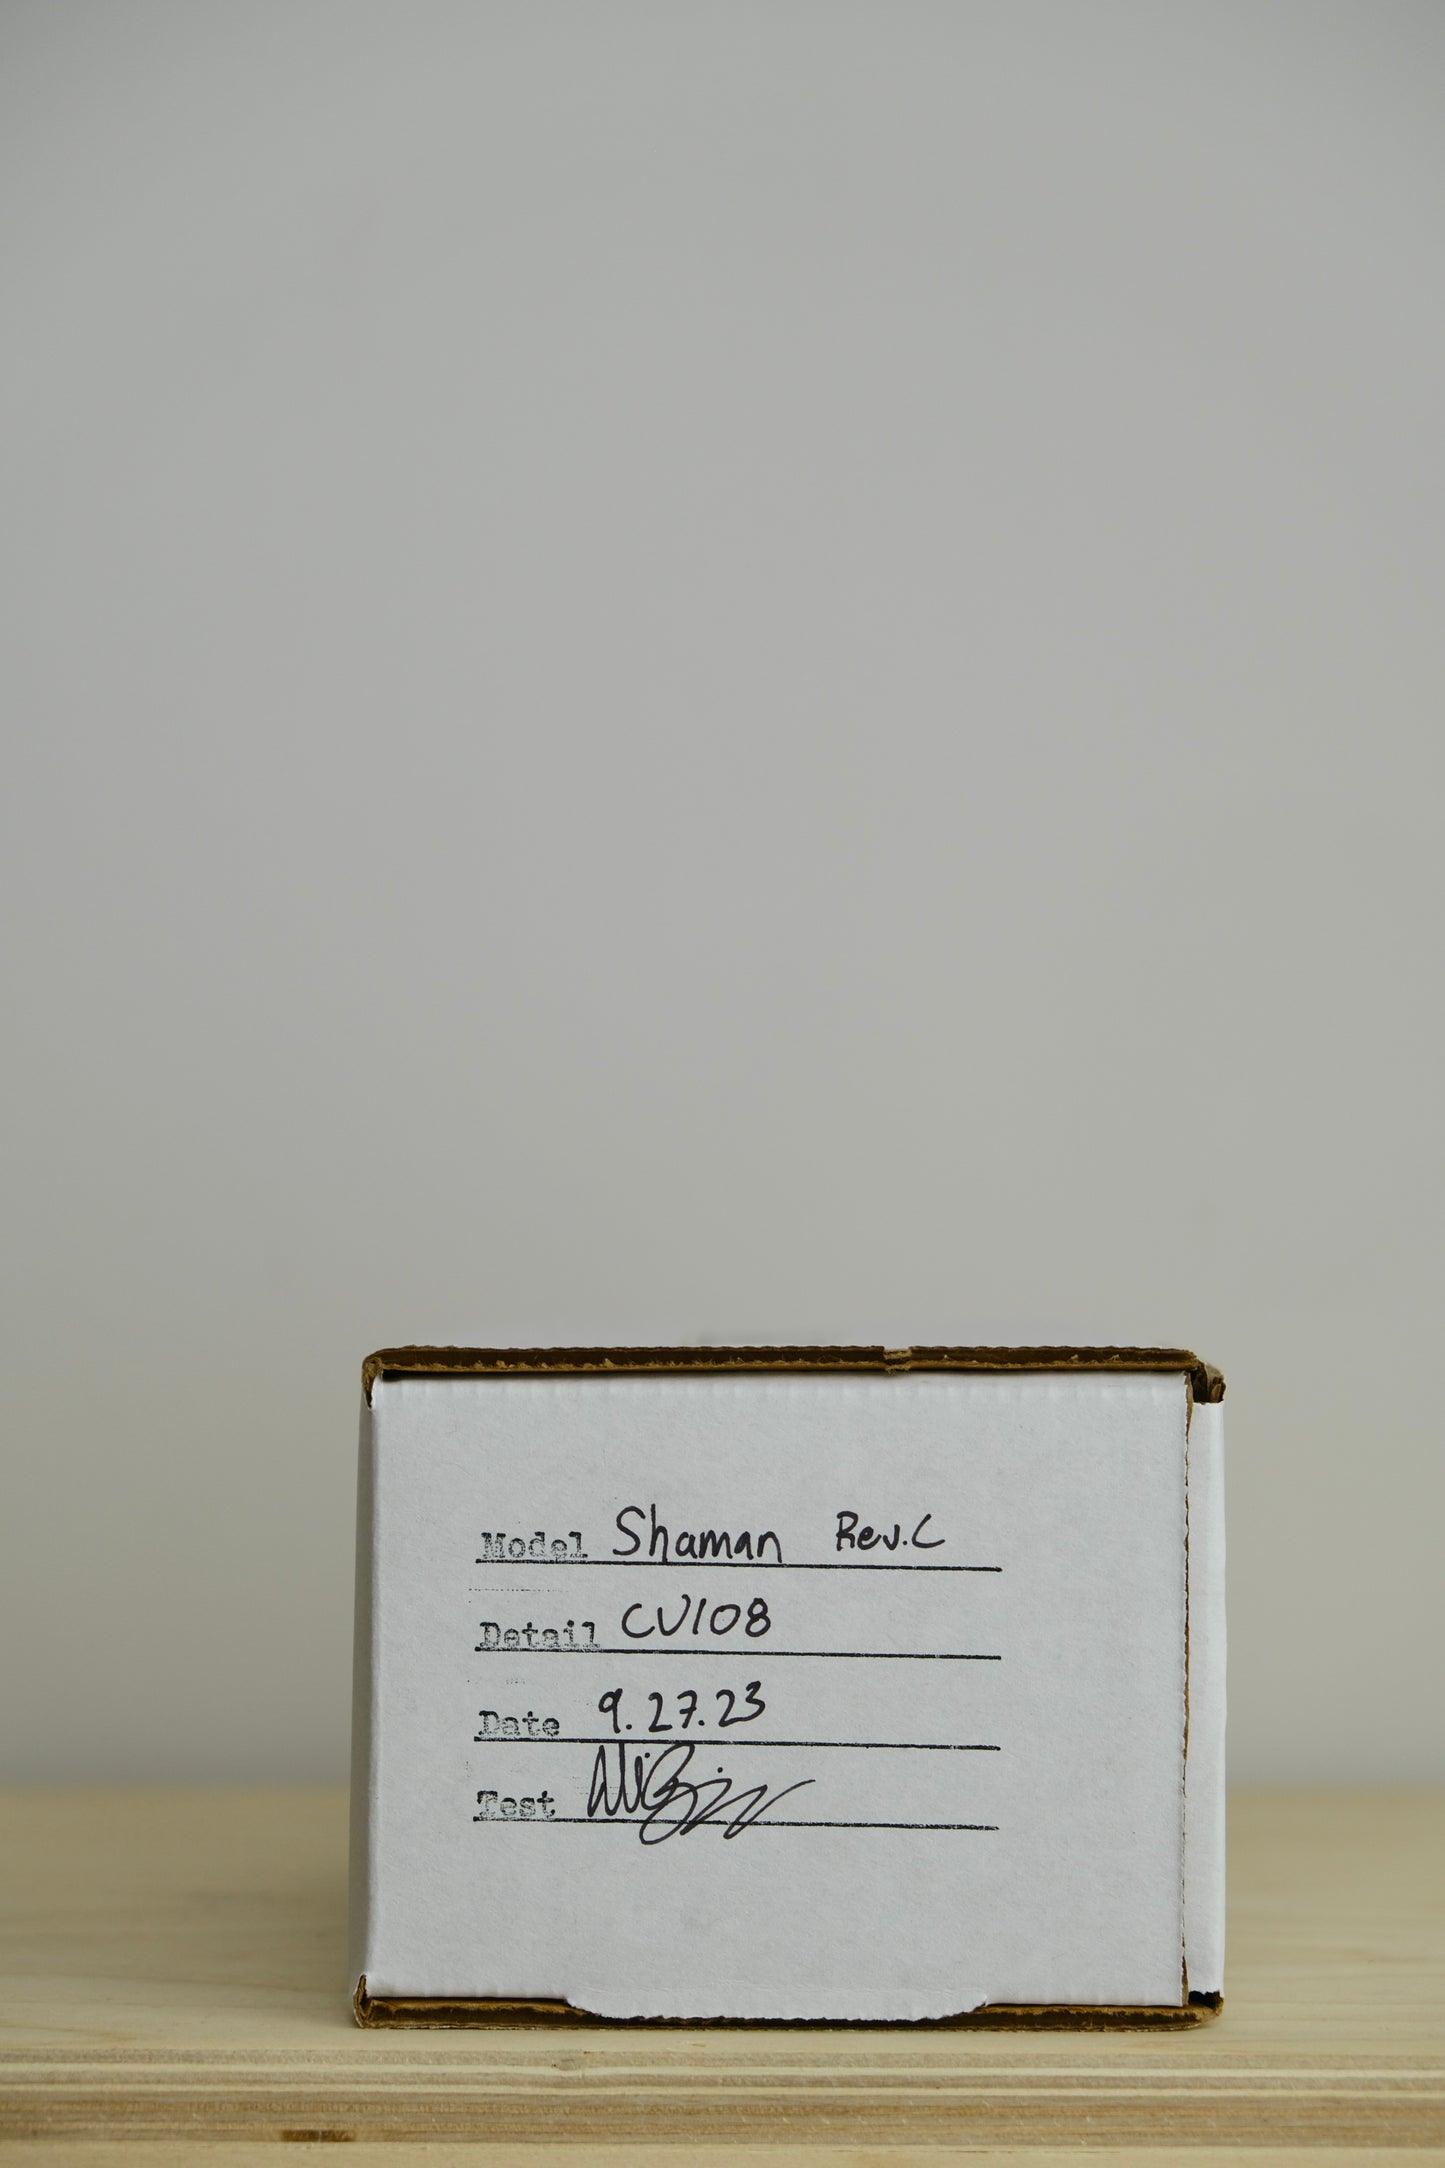 Model Shaman Rev.C
Detail CV108
Date 9.27.23
Test